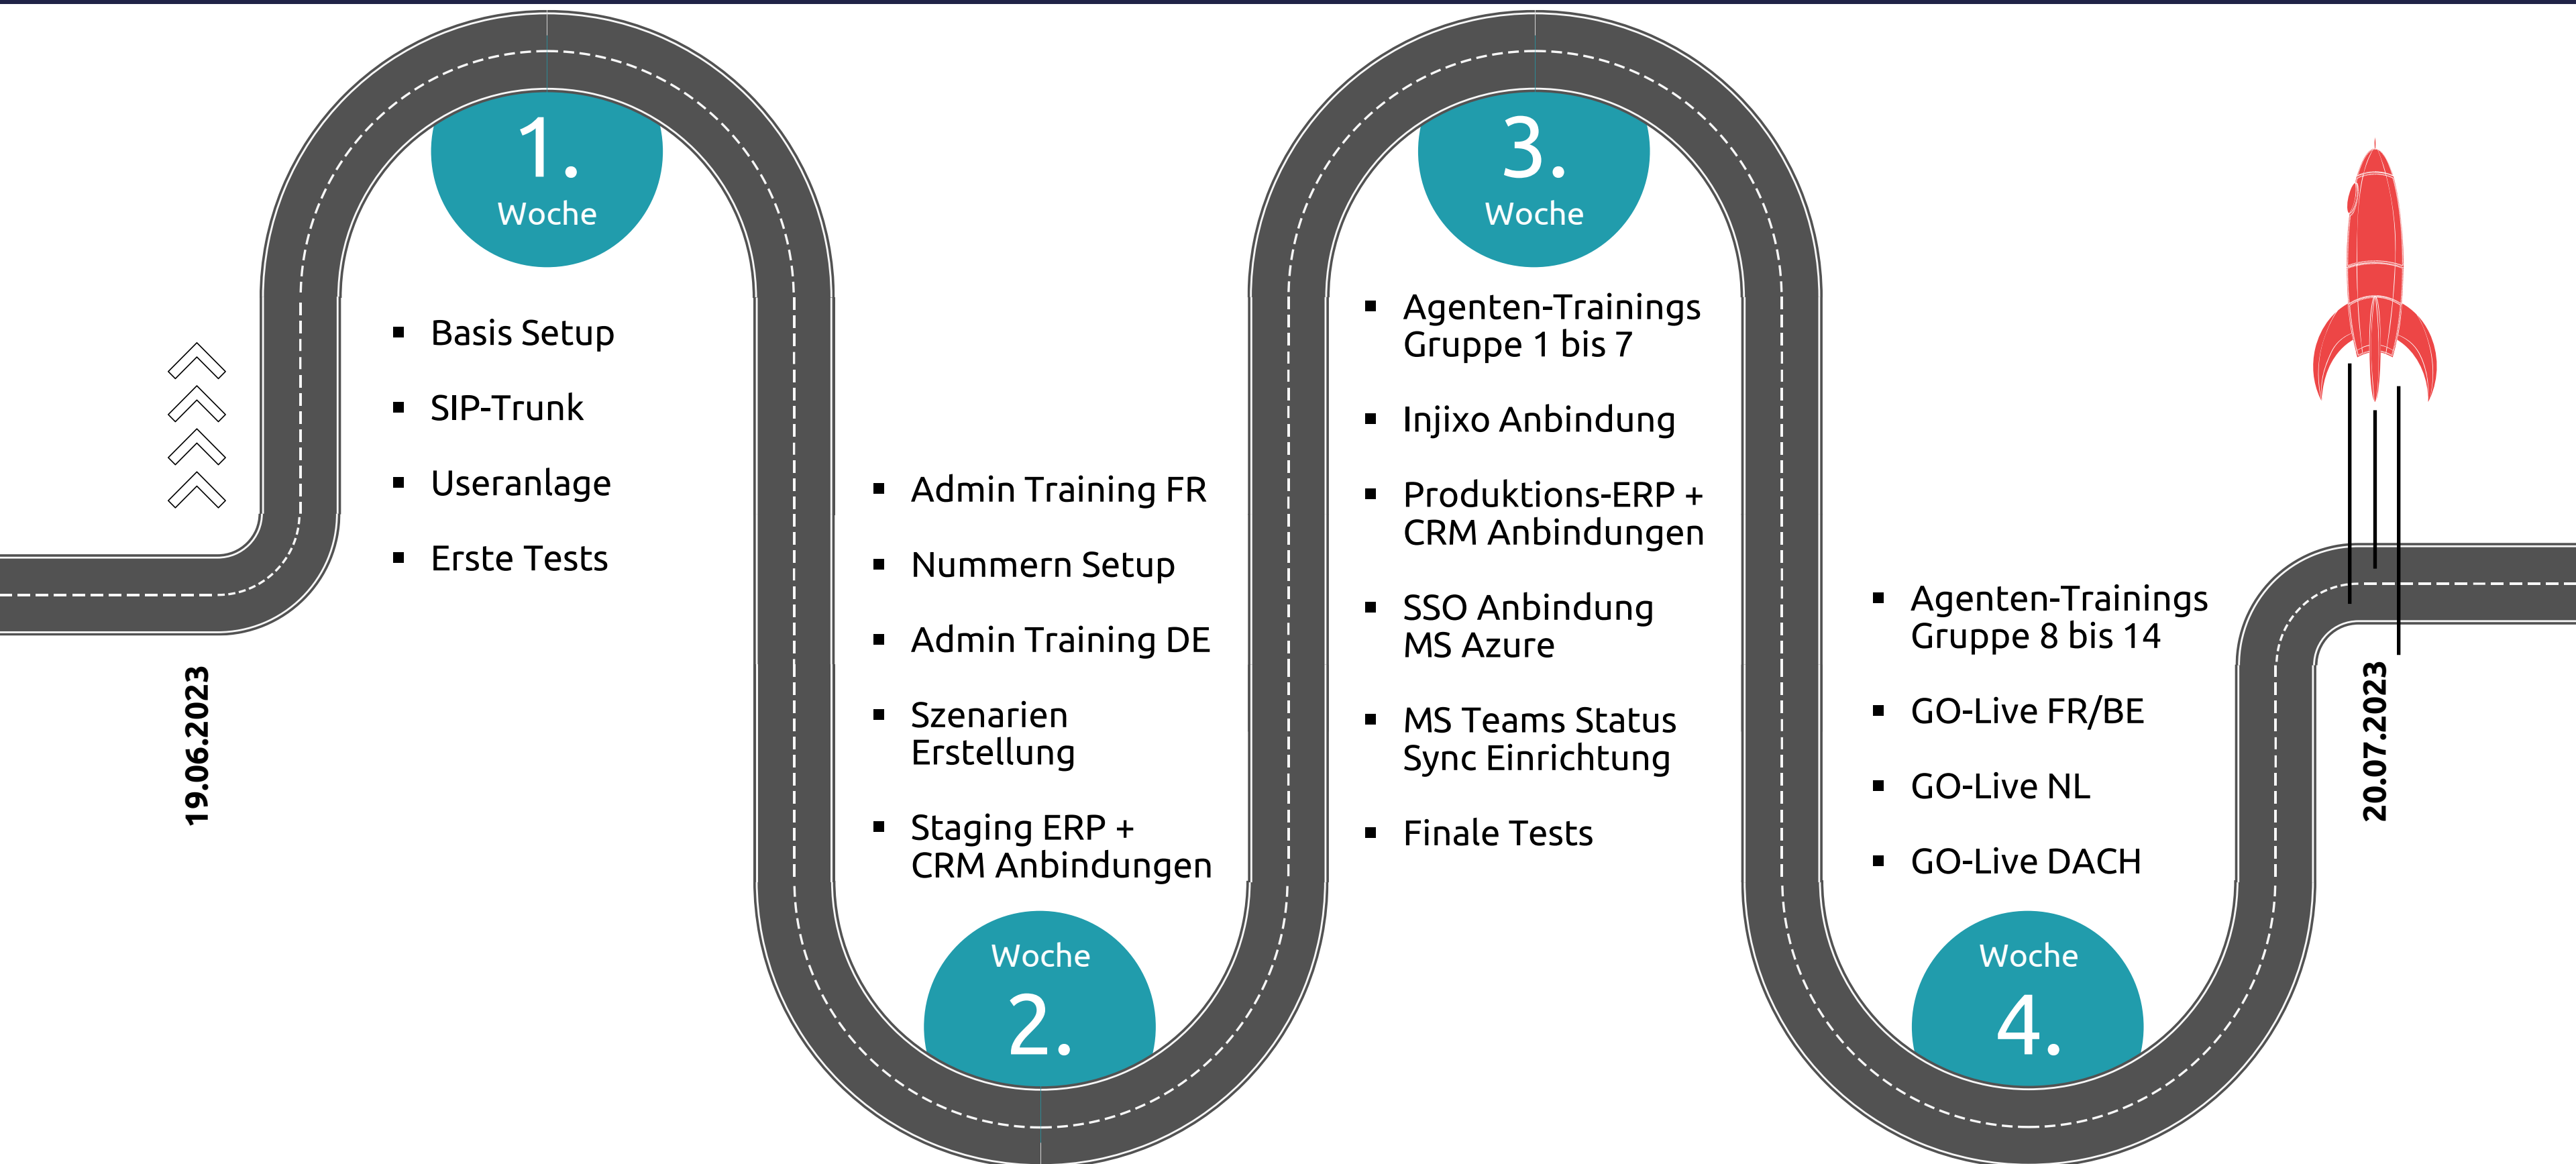 19.06.2023
1.
Woche
Basis Setup
SIP-Trunk
Useranlage
Erste Tests
Admin Training FR
Nummern Setup
Admin Training DE
Szenarien
Erstellung
Staging ERP +
CRM Anbindungen
Woche
2.
3.
Woche
Agenten-Trainings
Gruppe 1 bis 7
Injixo Anbindung
Produktions-ERP +
CRM Anbindungen
SSO Anbindung
MS Azure
MS Teams Status
Sync Einrichtung
Finale Tests
Agenten-Trainings
Gruppe 8 bis 14
GO-Live FR/BE
GO-Live NL
GO-Live DACH
Woche
4.
20.07.2023